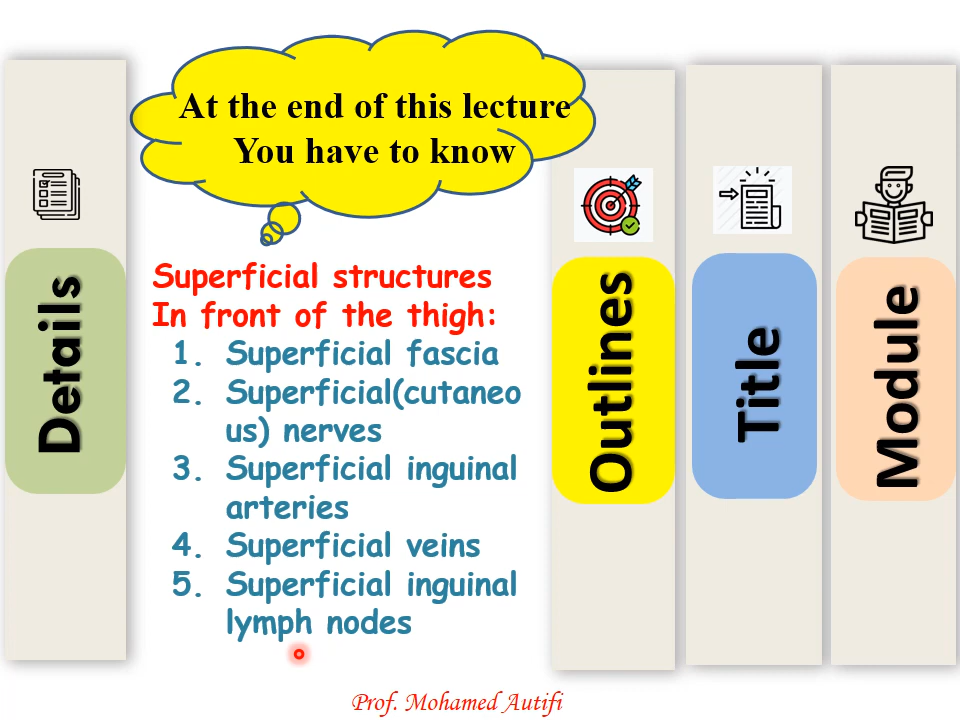 At the end of this lecture
You have to know
Superficial structures
In front of the thigh:
1. Superficial fascia
2. Superficial(cutaneo
us) nerves
3. Superficial inguinal
arteries
4. Superficial veins
5. Superficial inguinal
lymph nodes
Details
Outlines
Title
Module
Prof. Mohamed Autifi